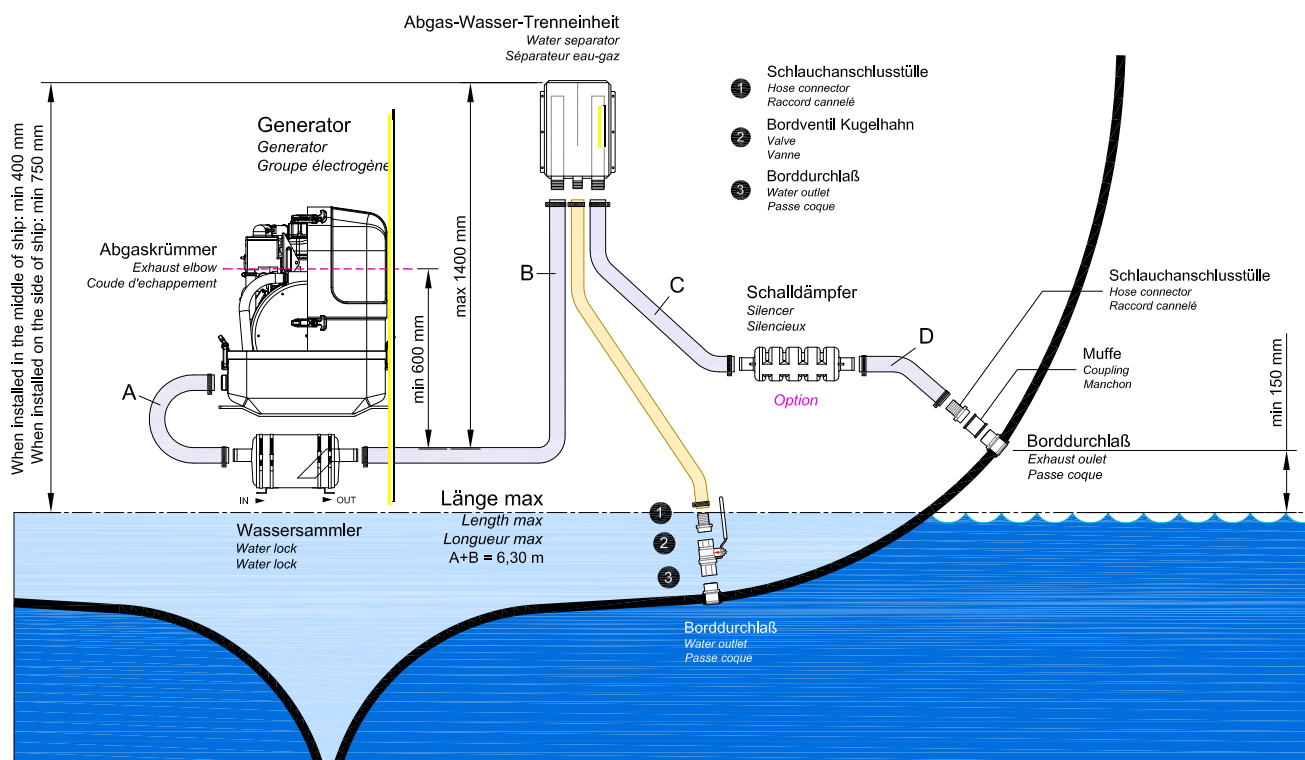 Abgas-Wasser-Trenneinheit
Water separator
Séparateur eau-gaz
When installed in the middle of ship: min 400 mm
When installed on the side of ship: min 750 mm
Generator
Generator
Groupe électrogène
Abgaskrümmer
Exhaust elbow
Coude d'echappement
min 600 mm
max 1400 mm
1
Schlauchanschlusstülle
Hose connector
Raccord cannelé
2
Bordventil Kugelhahn
Valve
Vanne
3
Borddurchlaß
Water outlet
Passe coque
A
B
C
D
Schalldämpfer
Silencer
Silencieux
Option
Schlauchanschlusstülle
Hose connector
Raccord cannelé
Muffe
Coupling
Manchon
min 150 mm
Borddurchlaß
Exhaust oulet
Passe coque
IN
OUT
Wassersammler
Water lock
Water lock
Länge max
Length max
Longueur max
A+B = 6,30 m
1
2
3
Borddurchlaß
Water outlet
Passe coque